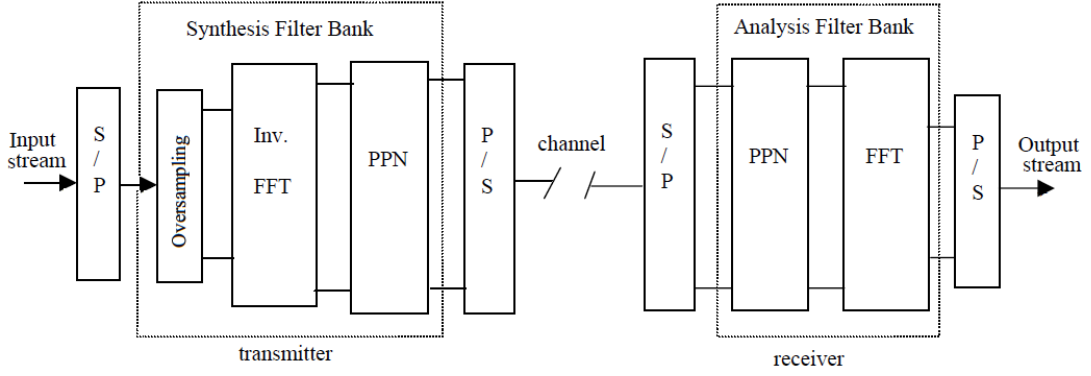 Synthesis Filter Bank
Analysis Filter Bank
Input
stream
S
/
P
Oversampling
Inv.
FFT
PPN
P
/
S
channel
S
/
P
PPN
FFT
P
/
S
Output
stream
transmitter
receiver